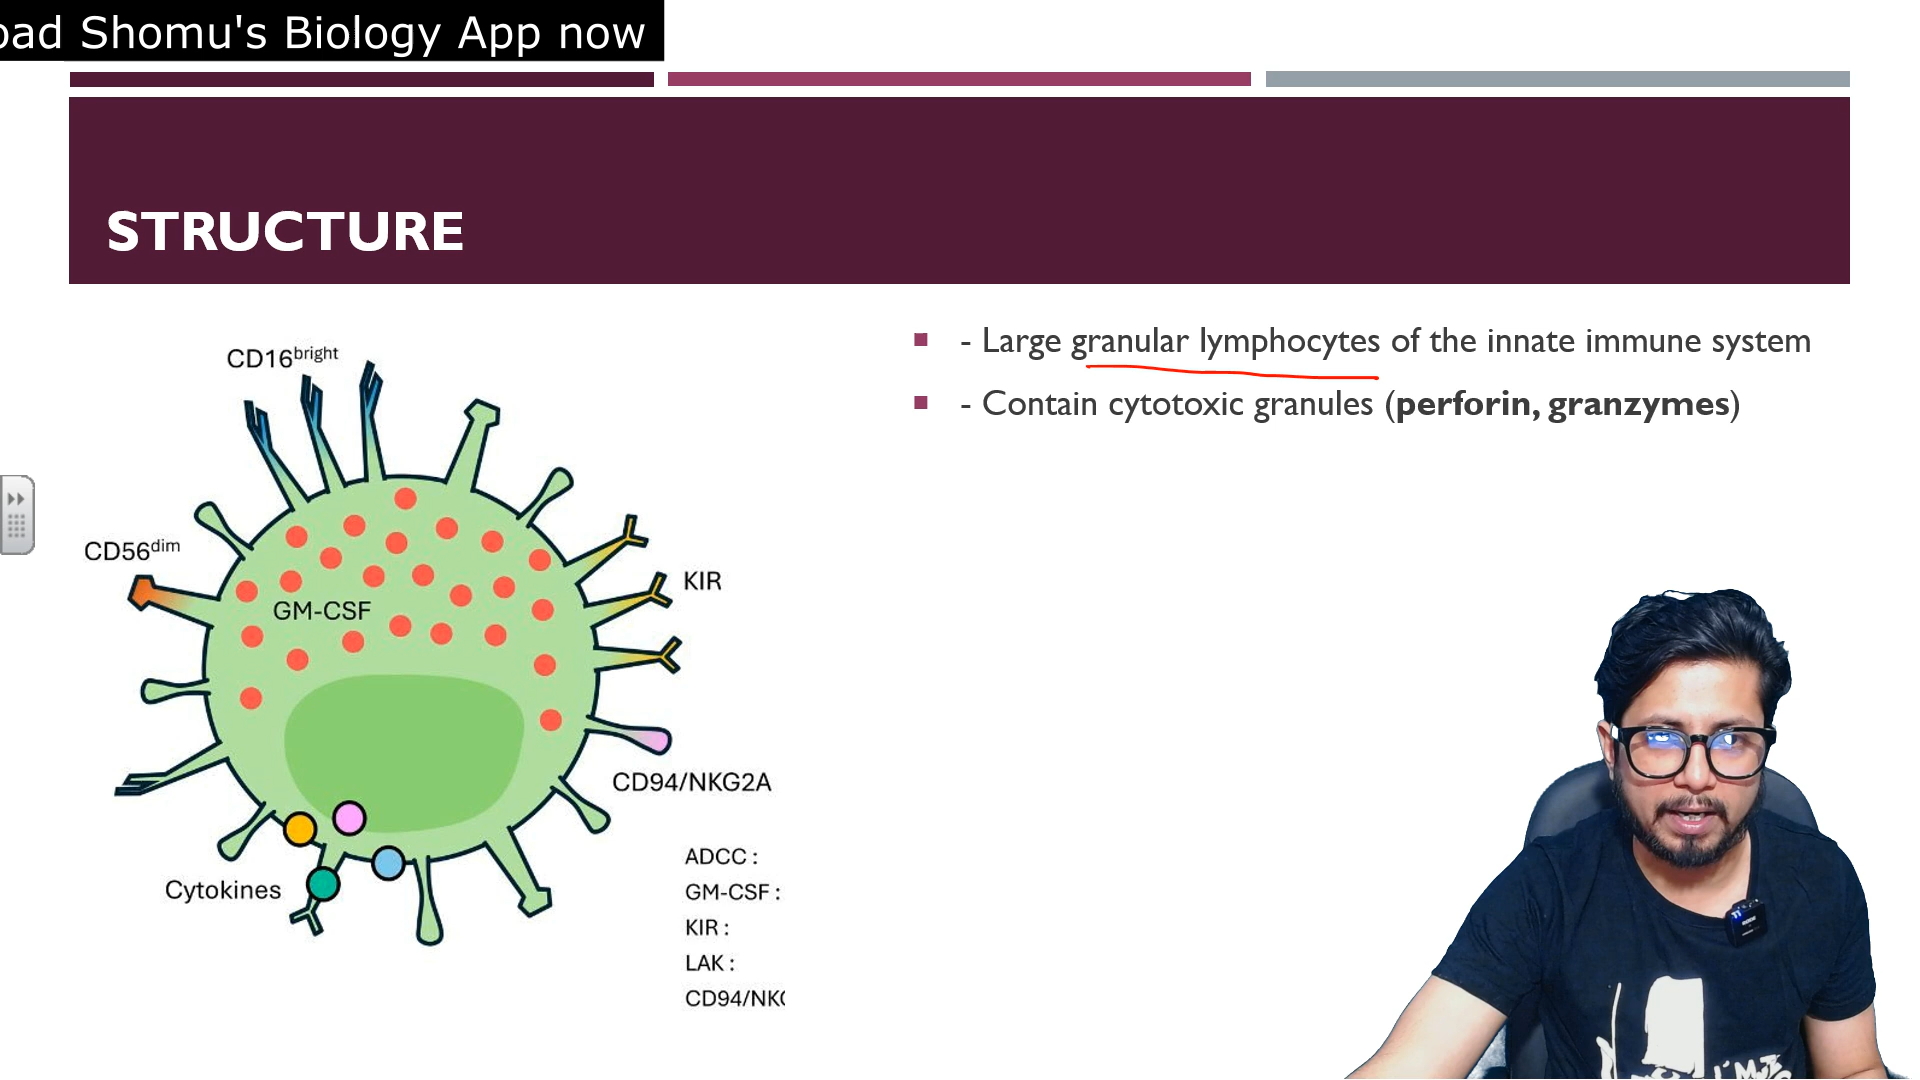 oad Shomu's Biology App now
STRUCTURE
- Large granular lymphocytes of the innate immune system
- Contain cytotoxic granules (perforin, granzymes)
CD16bright
CD56dim
GM-CSF
KIR
CD94/NKG2A
Cytokines
ADCC :
GM-CSF :
KIR :
LAK :
CD94/NK